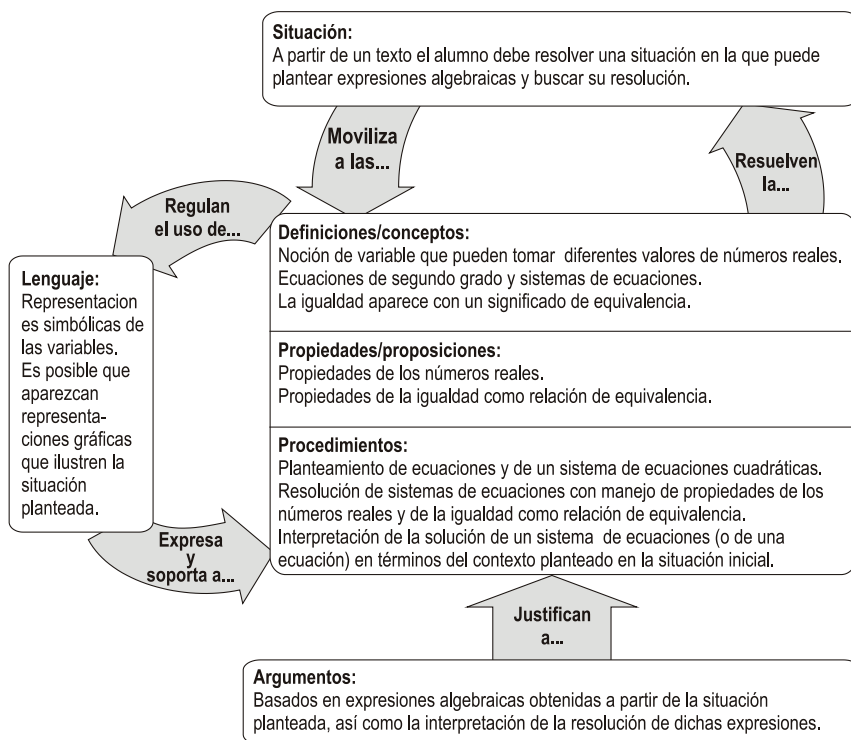 Situación:
A partir de un texto el alumno debe resolver una situación en la que puede
plantear expresiones algebraicas y buscar su resolución.
Moviliza
a las...
Resuelven
la...
Regulan
el uso de...
Definiciones/conceptos:
Noción de variable que pueden tomar diferentes valores de números reales.
Ecuaciones de segundo grado y sistemas de ecuaciones.
La igualdad aparece con un significado de equivalencia.
Lenguaje:
Representacion
es simbólicas de
las variables.
Es posible que
aparezcan
representa-
ciones gráficas
que ilustren la
situación
planteada.
Propiedades/proposiciones:
Propiedades de los números reales.
Propiedades de la igualdad como relación de equivalencia.
Procedimientos:
Planteamiento de ecuaciones y de un sistema de ecuaciones cuadráticas.
Resolución de sistemas de ecuaciones con manejo de propiedades de los
números reales y de la igualdad como relación de equivalencia.
Interpretación de la solución de un sistema de ecuaciones (o de una
ecuación) en términos del contexto planteado en la situación inicial.
Expresa
y
soporta a...
Justifican
a...
Argumentos:
Basados en expresiones algebraicas obtenidas a partir de la situación
planteada, así como la interpretación de la resolución de dichas expresiones.